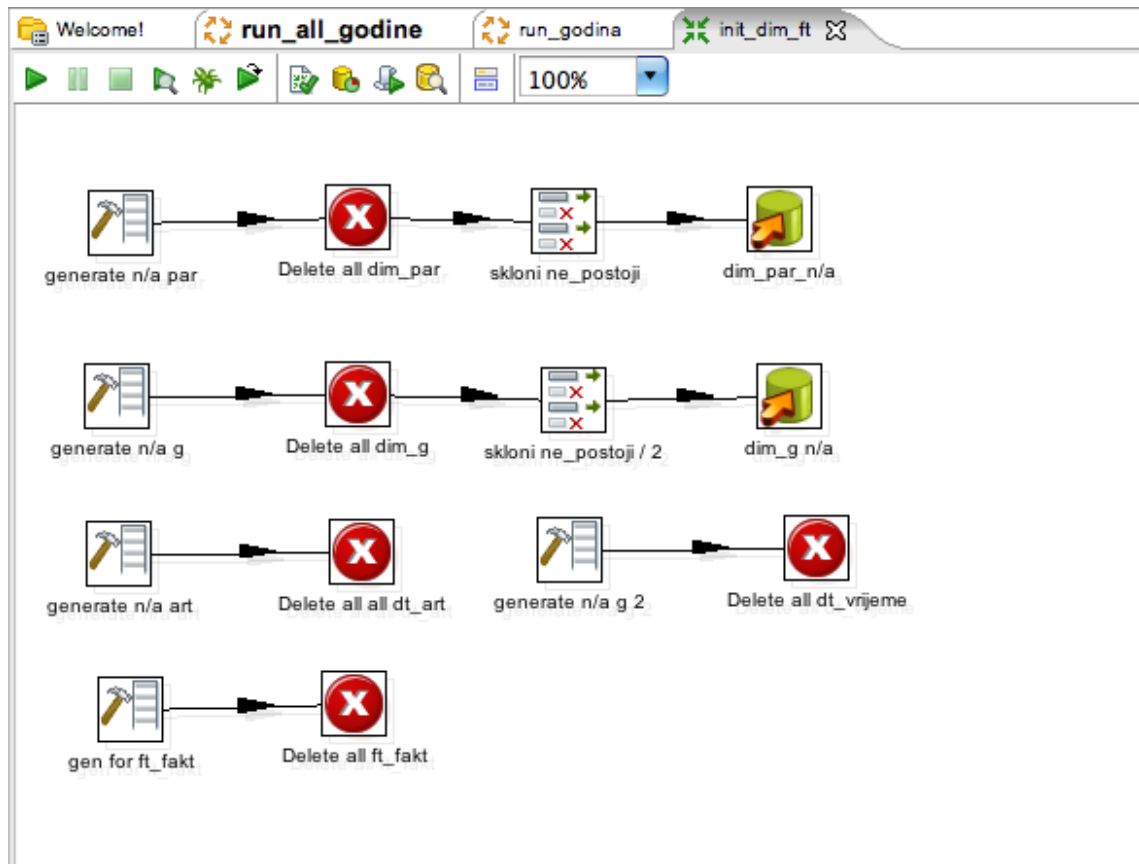 Welcome! run_all_godine run_godina init_dim_ft
100%
generate n/a par Delete all dim_par skloni ne_postoji dim_par_n/a
generate n/a g Delete all dim_g skloni ne_postoji / 2 dim_g n/a
generate n/a art Delete all all dt_art generate n/a g 2 Delete all dt_vrijeme
gen for ft_fakt Delete all ft_fakt